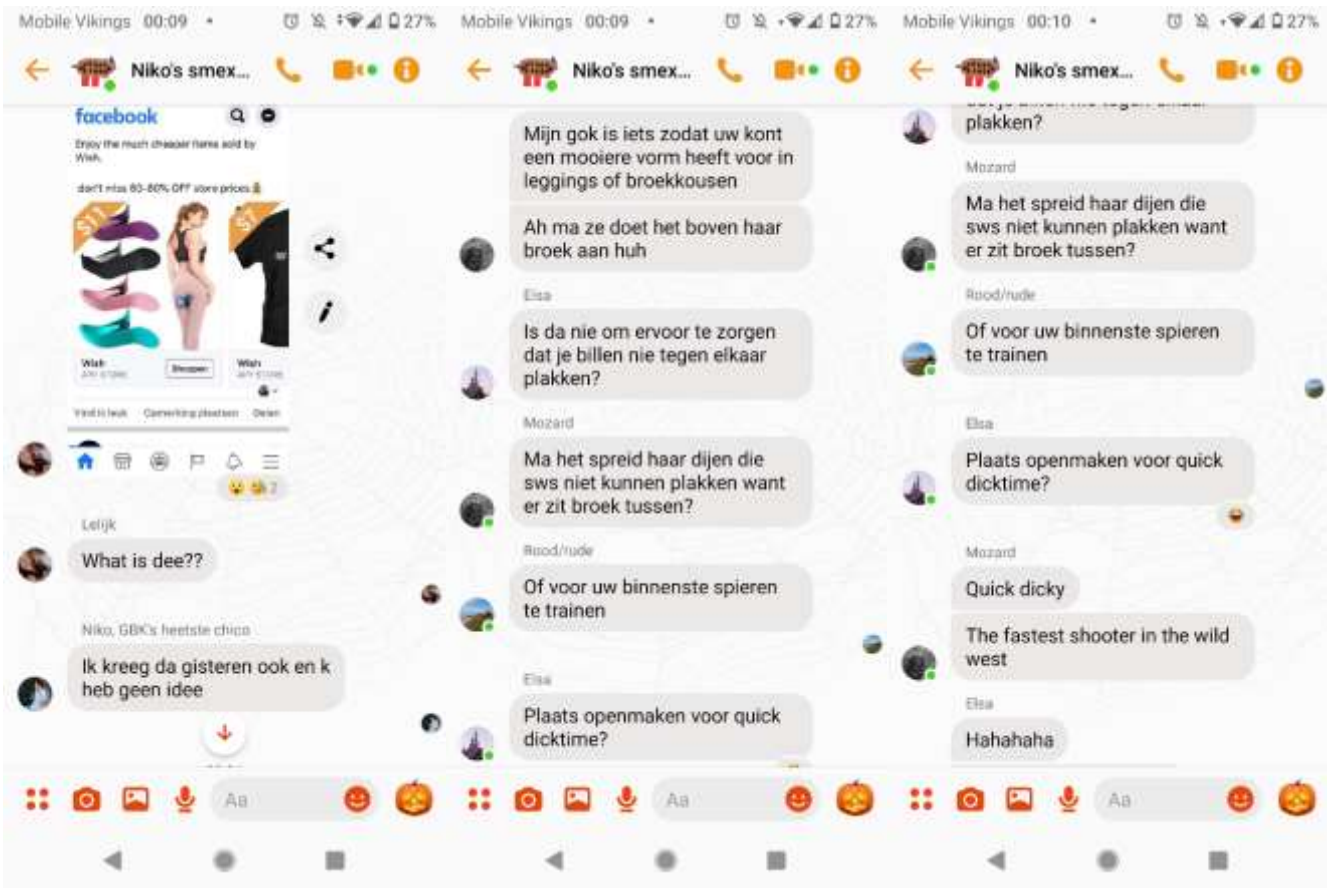 Mobile Vikings 00:09
27%
Niko's smex...
facebook
Enjoy the much cheaper items sold by
Wish.
don't miss 60-80% OFF store prices.
$11
$7
Wish
Shoppen
Wish
Vind ik leuk Opmerking plaatsen Delen
2
Lelijk
What is dee??
Niko, GBK's heetste chico
Ik kreeg da gisteren ook en k
heb geen idee
Aa
Mobile Vikings 00:09
27%
Niko's smex...
Mijn gok is iets zodat uw kont
een mooiere vorm heeft voor in
leggings of broekkousen
Ah ma ze doet het boven haar
broek aan huh
Elsa
Is da nie om ervoor te zorgen
dat je billen nie tegen elkaar
plakken?
Mozard
Ma het spreid haar dijen die
sws niet kunnen plakken want
er zit broek tussen?
Rood/rude
Of voor uw binnenste spieren
te trainen
Elsa
Plaats openmaken voor quick
dicktime?
Aa
Mobile Vikings 00:10
27%
Niko's smex...
dat je billen nie tegen elkaar
plakken?
Mozard
Ma het spreid haar dijen die
sws niet kunnen plakken want
er zit broek tussen?
Rood/rude
Of voor uw binnenste spieren
te trainen
Elsa
Plaats openmaken voor quick
dicktime?
Mozard
Quick dicky
The fastest shooter in the wild
west
Elsa
Hahahaha
Aa